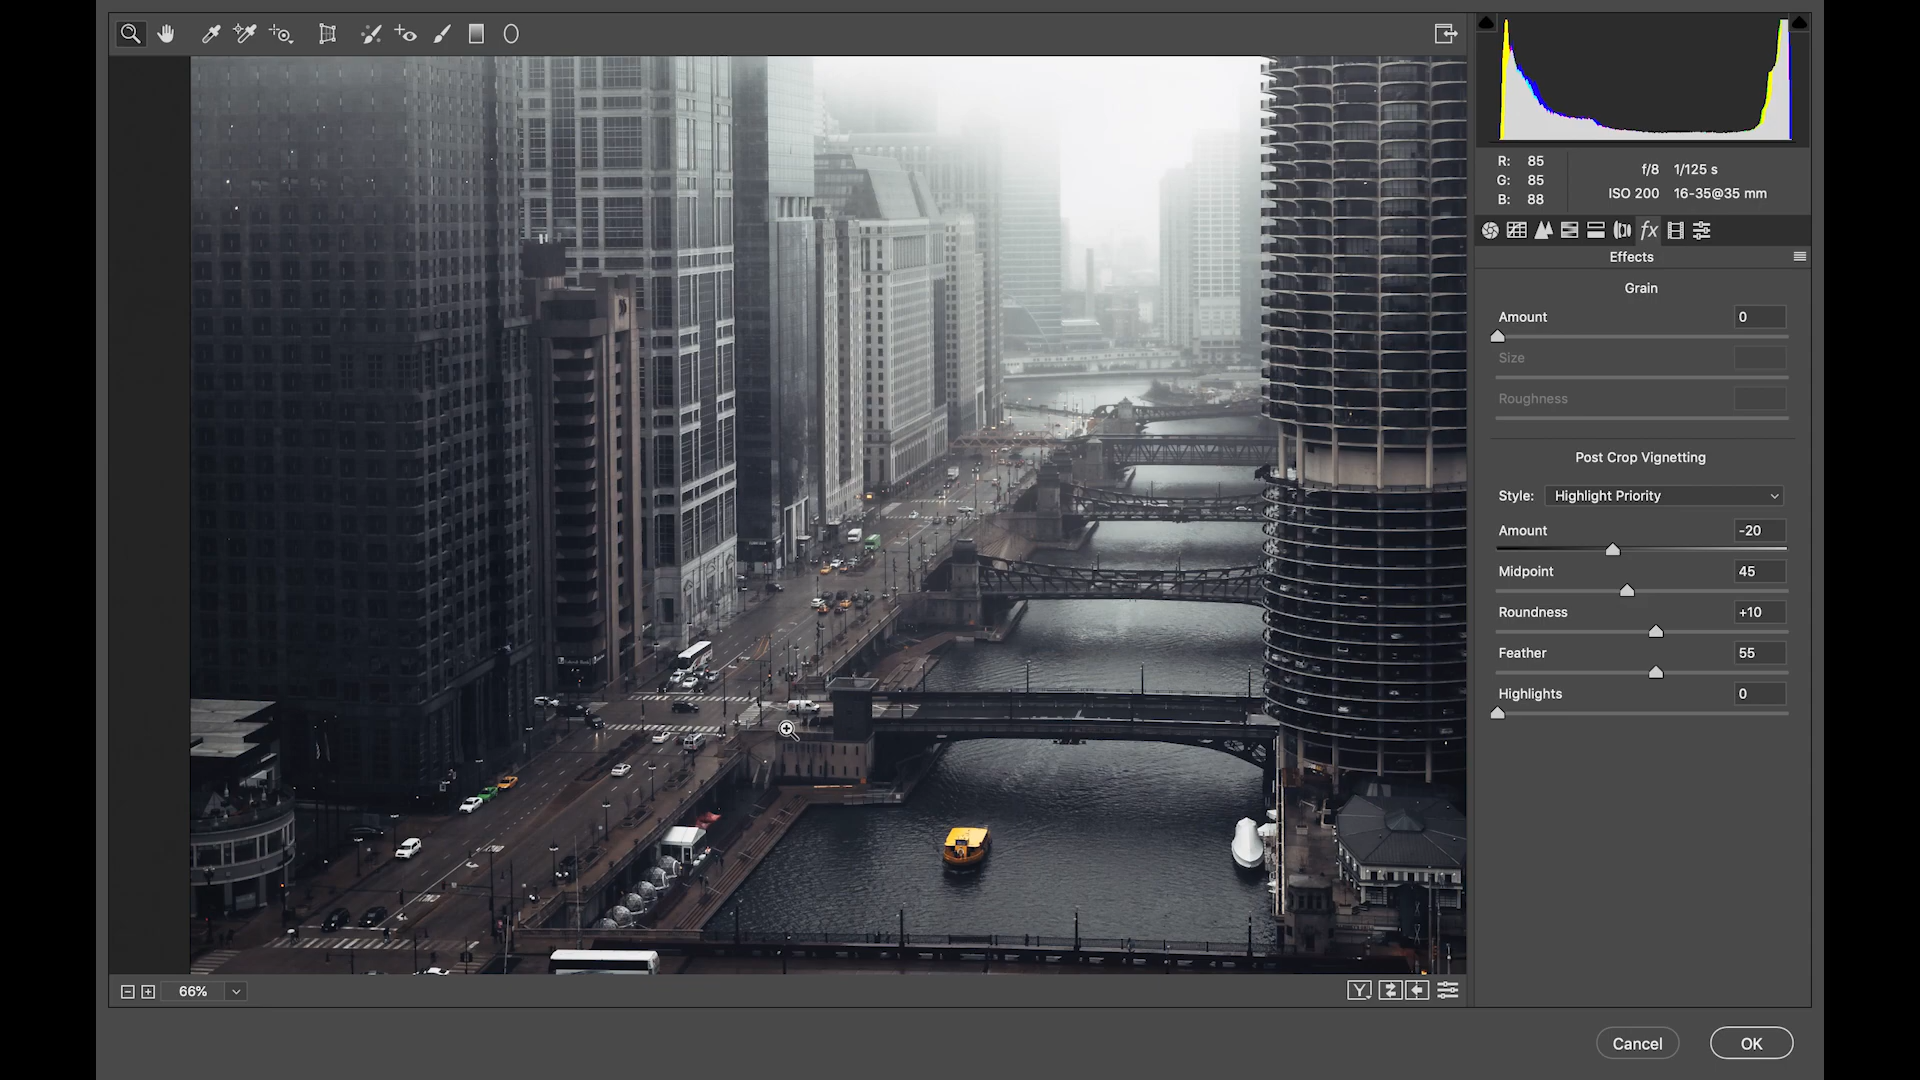 R: 85
G: 85
B: 88
f/8 1/125 s
ISO 200 16-35@35 mm
fx
Effects
Grain
Amount 0
Size
Roughness
Post Crop Vignetting
Style: Highlight Priority
Amount -20
Midpoint 45
Roundness +10
Feather 55
Highlights 0
66%
Y
Cancel
OK